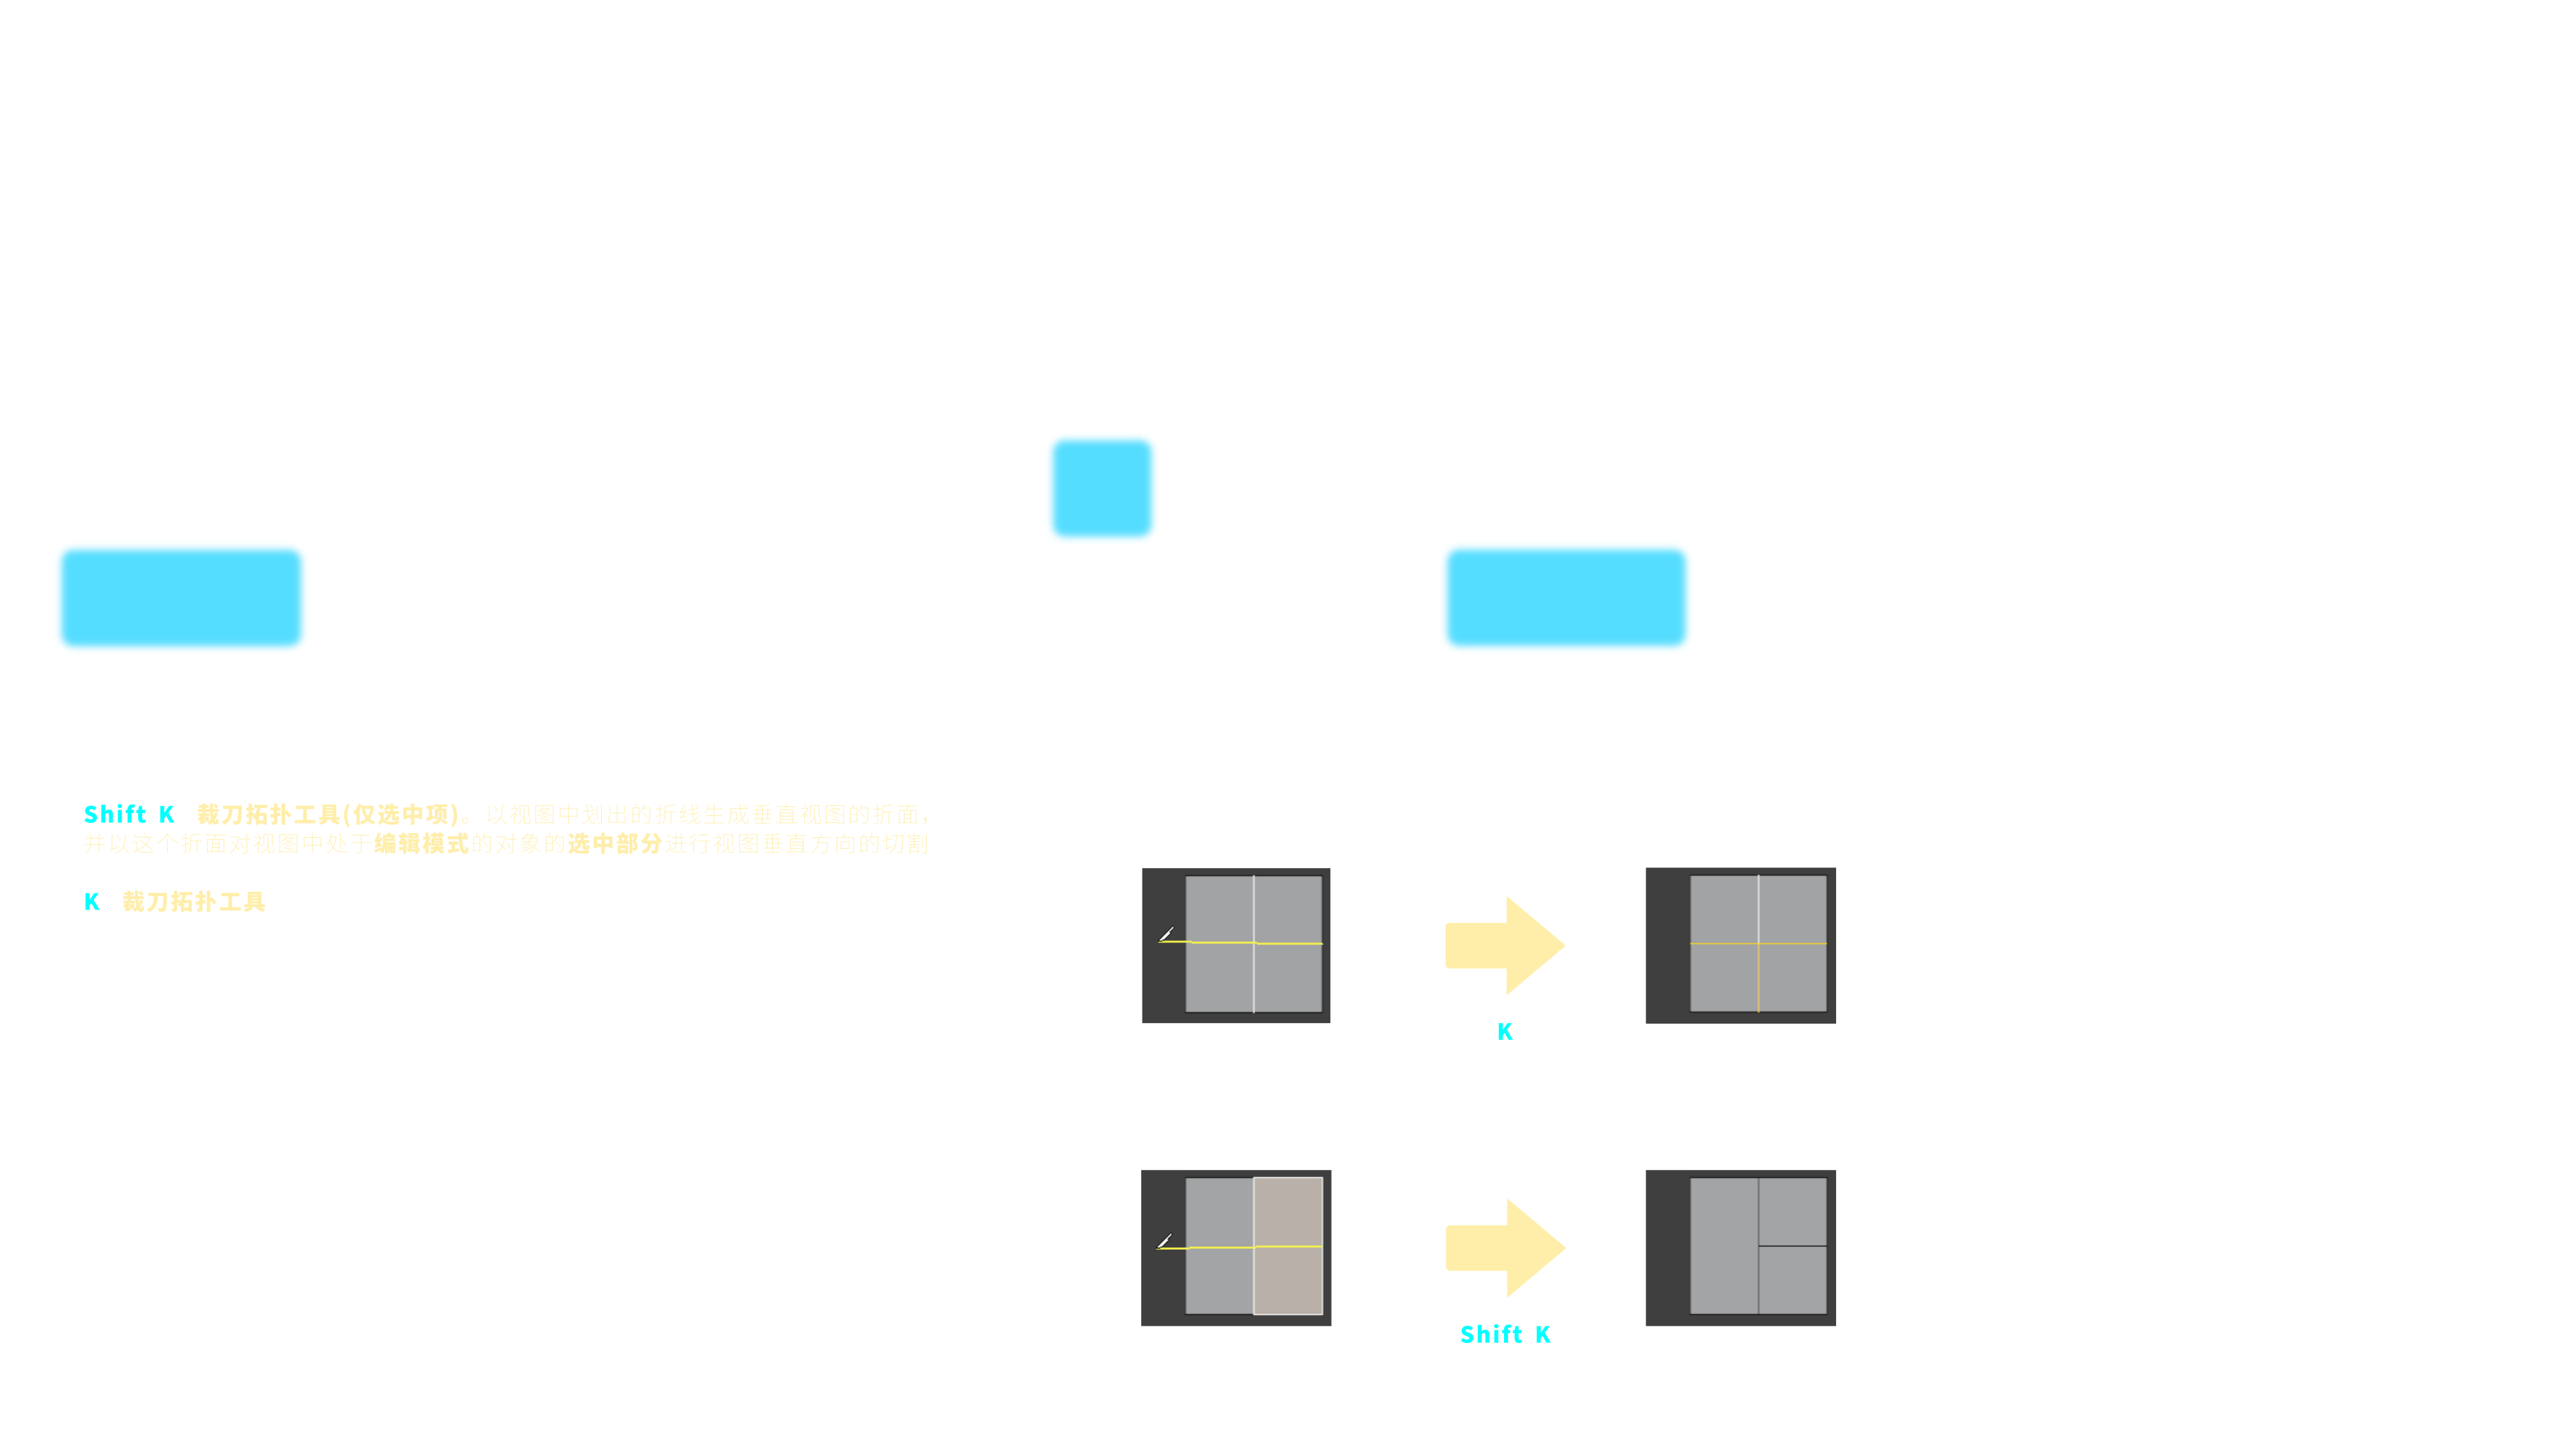 Shift K 裁刀拓扑工具(仅选中项)。以视图中划出的折线生成垂直视图的折面，
并以这个折面对视图中处于编辑模式的对象的选中部分进行视图垂直方向的切割
K 裁刀拓扑工具
K
Shift K